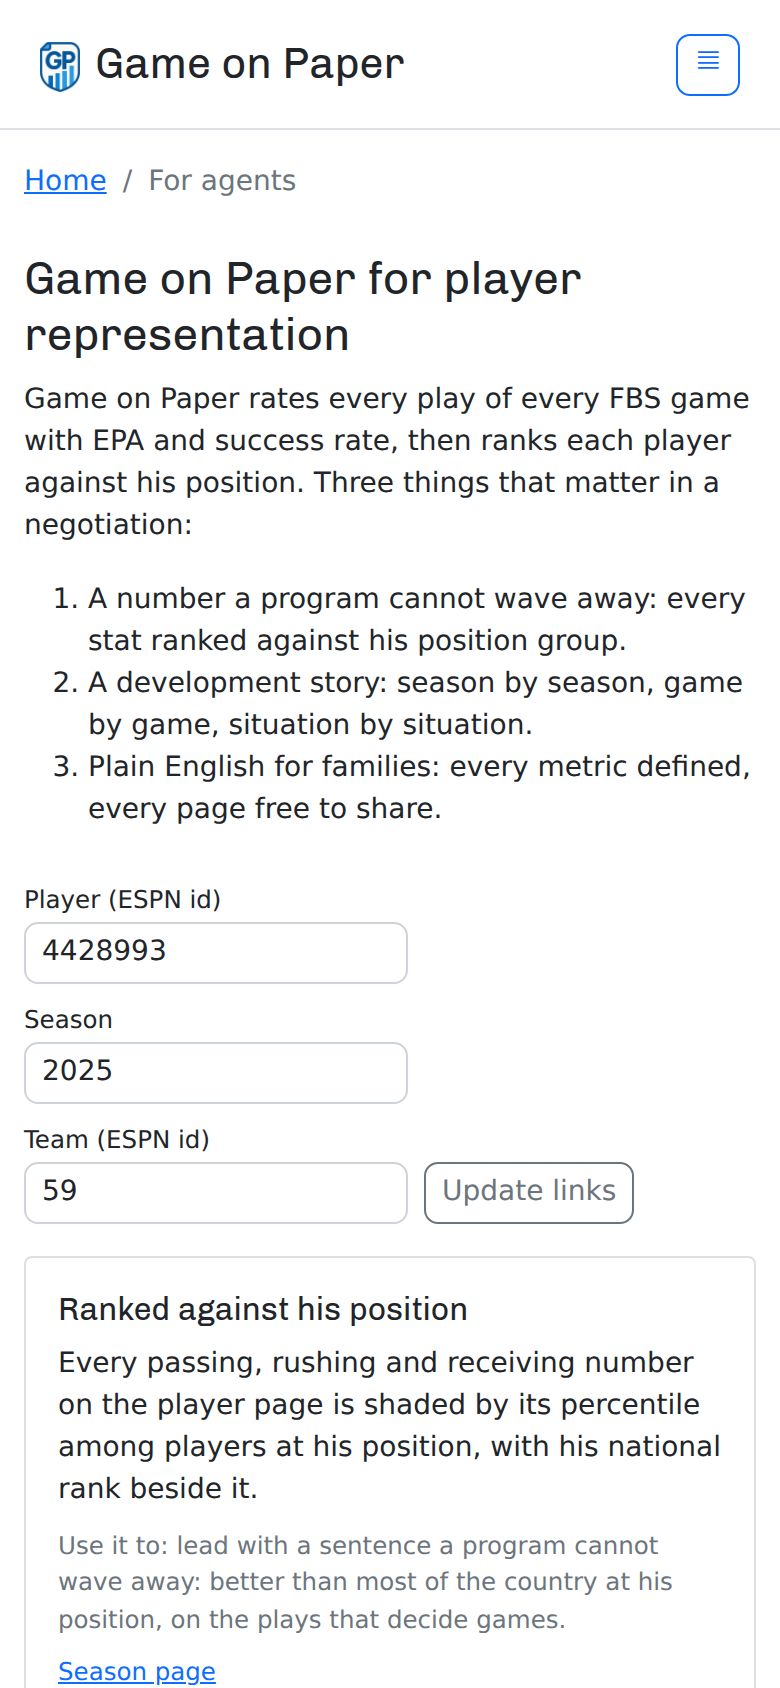 GP Game on Paper
Home / For agents
Game on Paper for player
representation
Game on Paper rates every play of every FBS game
with EPA and success rate, then ranks each player
against his position. Three things that matter in a
negotiation:
1. A number a program cannot wave away: every
stat ranked against his position group.
2. A development story: season by season, game
by game, situation by situation.
3. Plain English for families: every metric defined,
every page free to share.
Player (ESPN id)
4428993
Season
2025
Team (ESPN id)
59 Update links
Ranked against his position
Every passing, rushing and receiving number
on the player page is shaded by its percentile
among players at his position, with his national
rank beside it.
Use it to: lead with a sentence a program cannot
wave away: better than most of the country at his
position, on the plays that decide games.
Season page